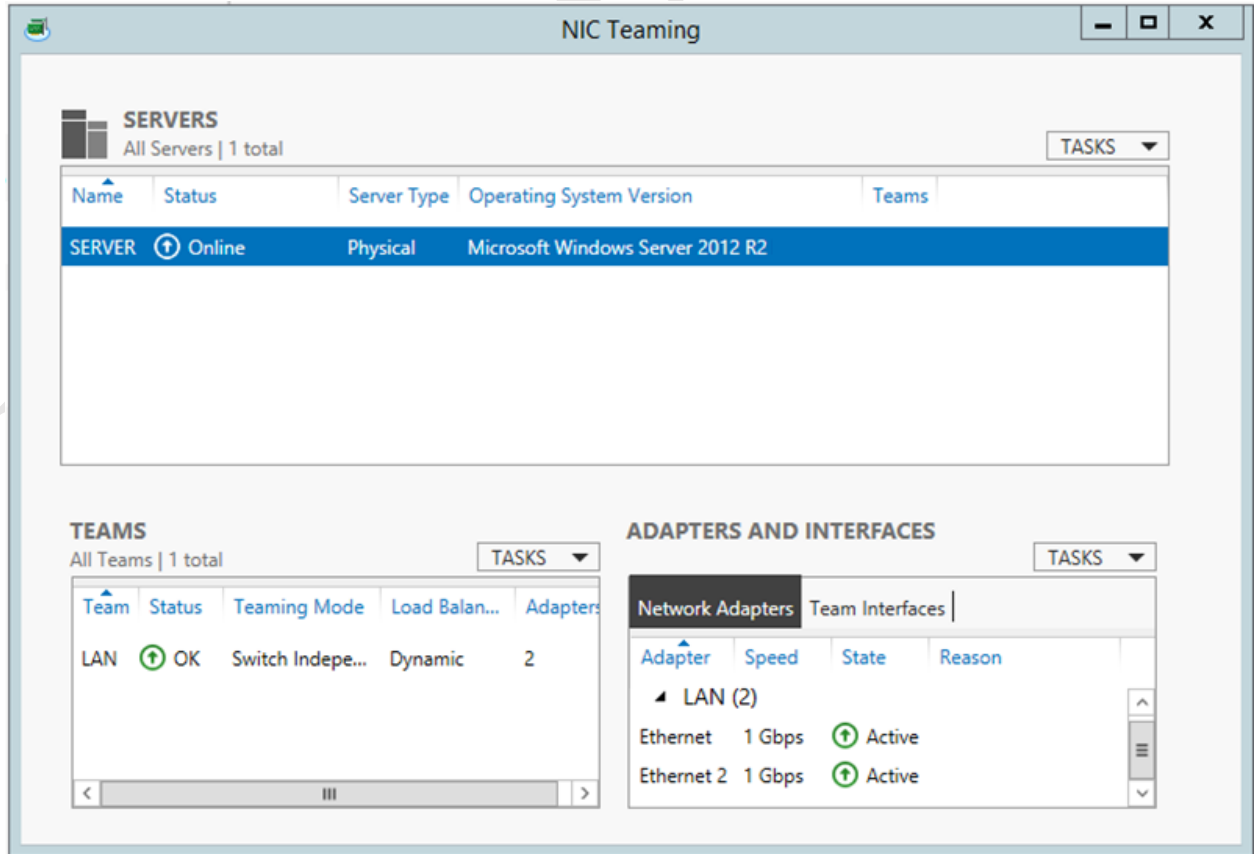 NIC Teaming
SERVERS
All Servers | 1 total
TASKS
Name Status Server Type Operating System Version Teams
SERVER Online Physical Microsoft Windows Server 2012 R2
TEAMS
All Teams | 1 total
TASKS
Team Status Teaming Mode Load Balan... Adapters
LAN OK Switch Indepe... Dynamic 2
ADAPTERS AND INTERFACES
TASKS
Network Adapters Team Interfaces
Adapter Speed State Reason
LAN (2)
Ethernet 1 Gbps Active
Ethernet 2 1 Gbps Active